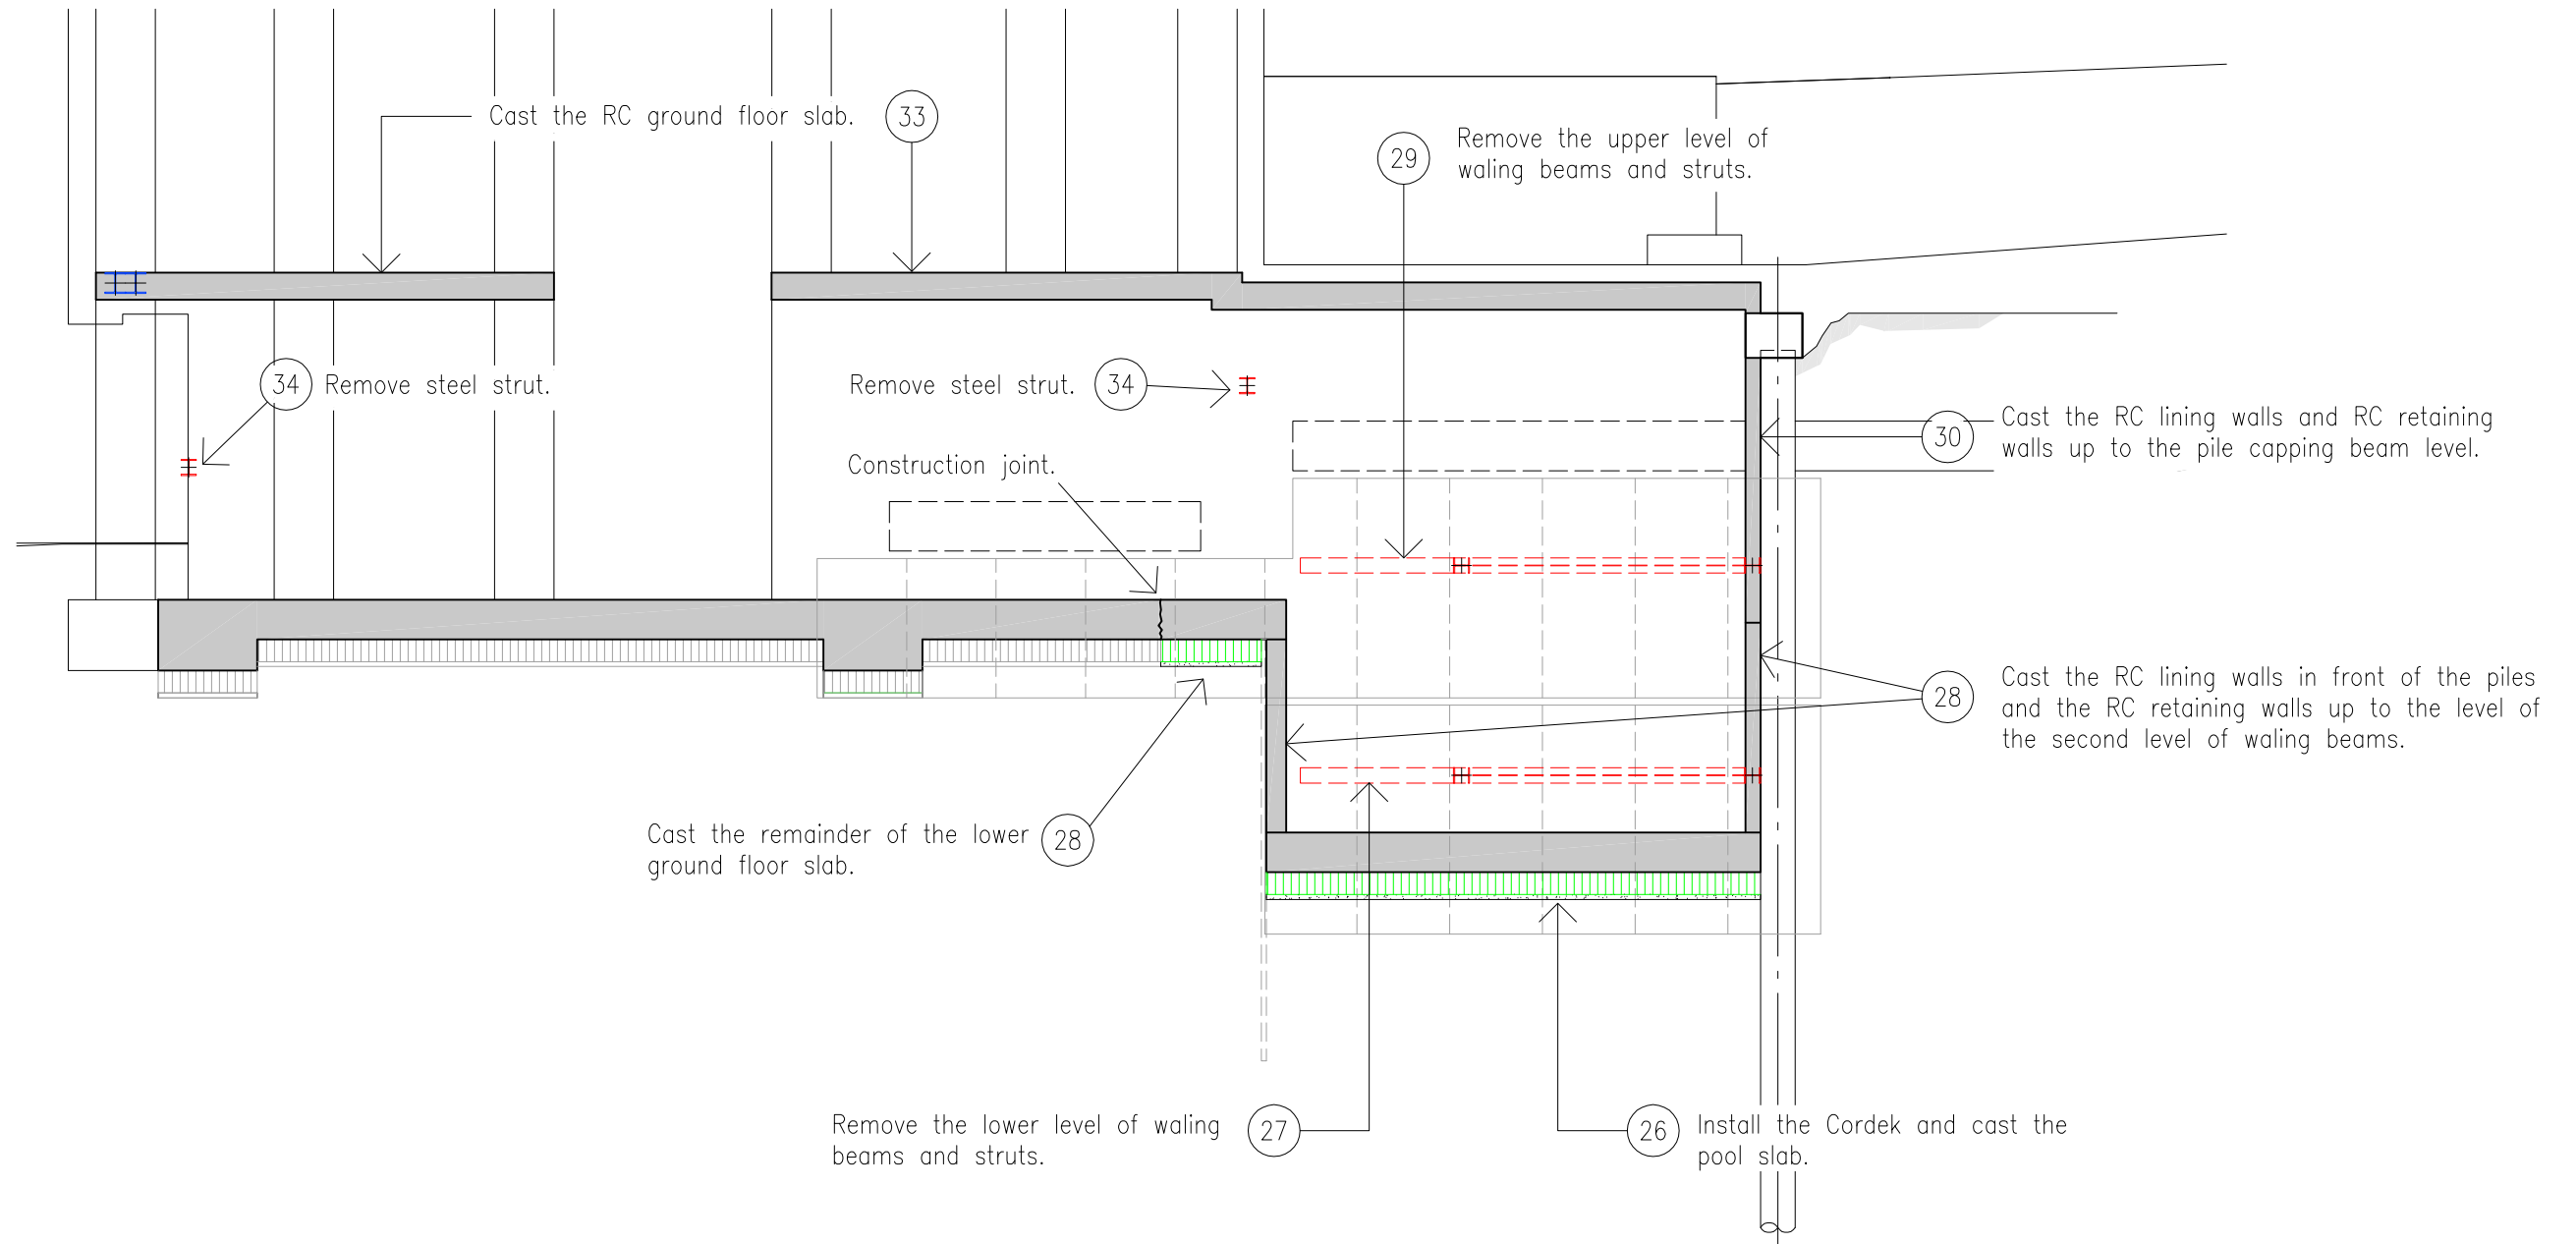 Cast the RC ground floor slab.
33
29
Remove the upper level of
waling beams and struts.
34
Remove steel strut.
Remove steel strut.
34
Construction joint.
30
Cast the RC lining walls and RC retaining
walls up to the pile capping beam level.
28
Cast the RC lining walls in front of the piles
and the RC retaining walls up to the level of
the second level of waling beams.
Cast the remainder of the lower
ground floor slab.
28
Remove the lower level of waling
beams and struts.
27
26
Install the Cordek and cast the
pool slab.